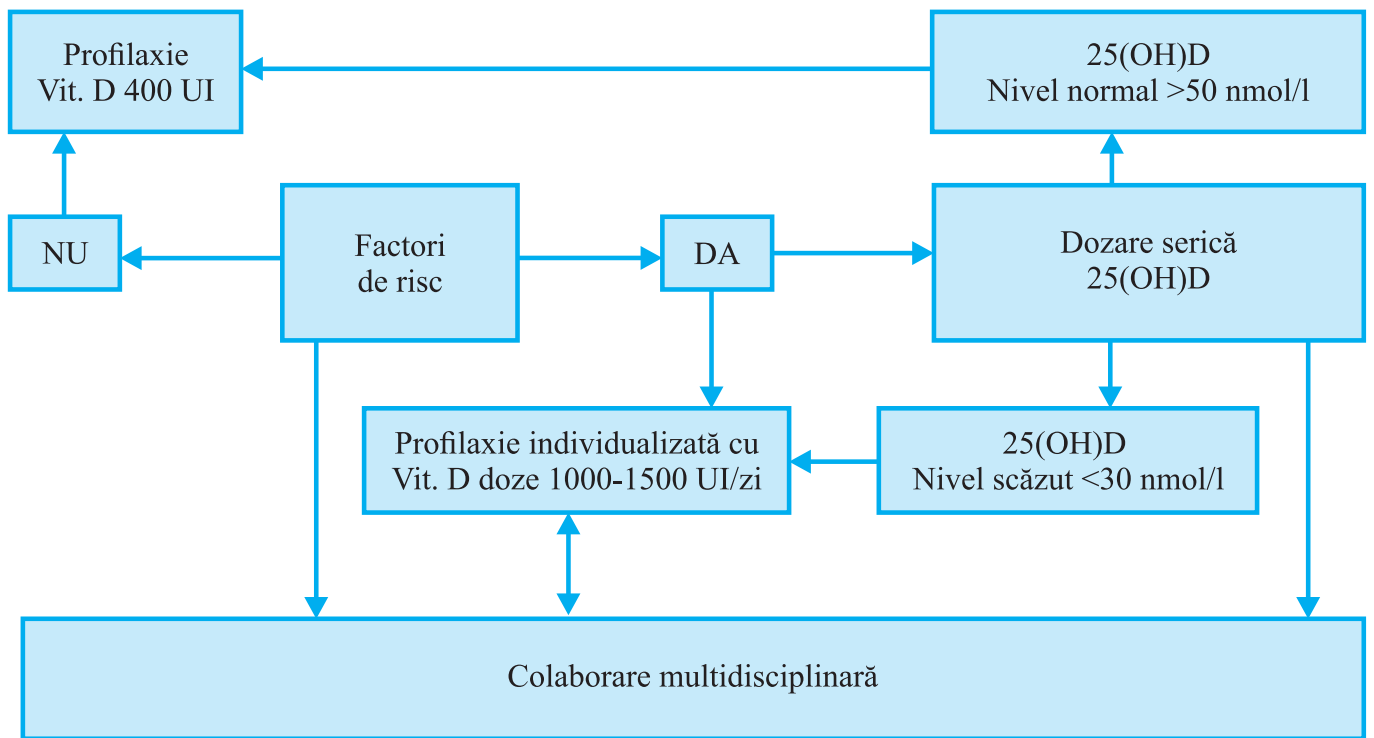 Profilaxie
Vit. D 400 UI
25(OH)D
Nivel normal >50 nmol/l
NU
Factori
de risc
DA
Dozare serică
25(OH)D
Profilaxie individualizată cu
Vit. D doze 1000-1500 UI/zi
25(OH)D
Nivel scăzut <30 nmol/l
Colaborare multidisciplinară